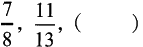 7/8, 11/13, (    )